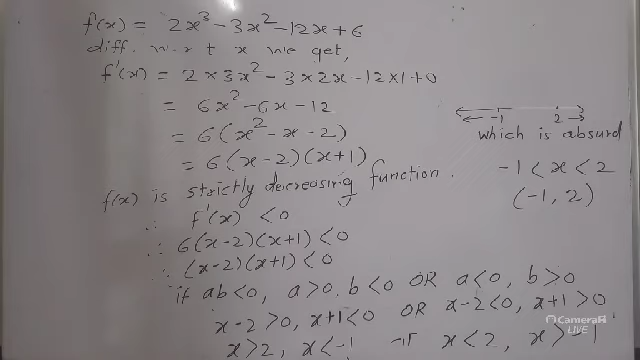 f'(x) = 2x³ - 3x² - 12x + 6
diff. w.r.t x we get,
f'(x) = 2 × 3x² - 3 × 2x - 12 × 1 + 0
= 6x² - 6x - 12
= 6(x² - x - 2)
= 6(x - 2)(x + 1)
f(x) is strictly decreasing function.
∴ f'(x) < 0
∴ 6(x-2)(x+1) < 0
∴ (x-2)(x+1) < 0
if ab < 0, a > 0, b < 0 OR a < 0, b > 0
x-2 > 0, x+1 < 0 OR x-2 < 0, x+1 > 0
x > 2, x < -1 x < 2, x > -1
-1 2
which is absurd
-1 < x < 2
(-1, 2)
CameraH
LIVE